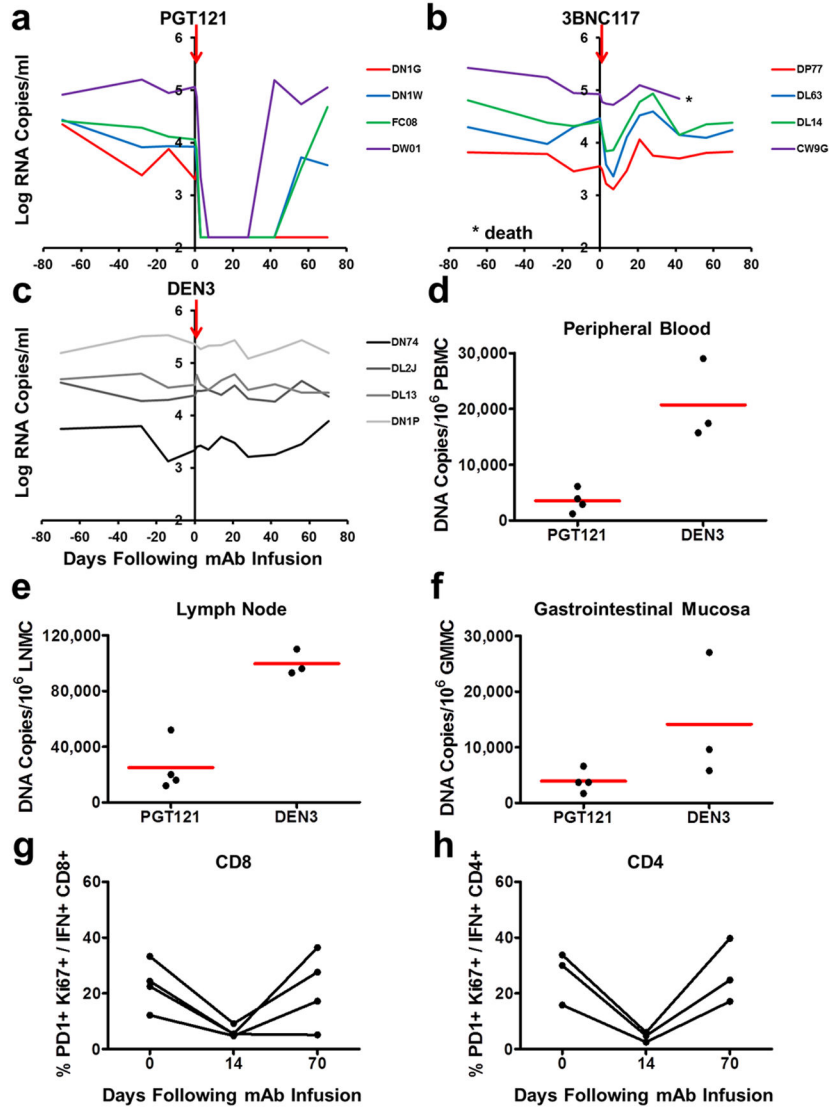 a
PGT121
Log RNA Copies/ml
6
5
4
3
2
-80 -60 -40 -20 0 20 40 60 80
DN1G
DN1W
FC08
DW01
b
3BNC117
6
5
4
3
2
*
* death
-80 -60 -40 -20 0 20 40 60 80
DP77
DL63
DL14
CW9G
c
DEN3
Log RNA Copies/ml
6
5
4
3
2
-80 -60 -40 -20 0 20 40 60 80
Days Following mAb Infusion
DN74
DL2J
DL13
DN1P
d
Peripheral Blood
DNA Copies/10⁶ PBMC
30,000
20,000
10,000
0
PGT121 DEN3
e
Lymph Node
DNA Copies/10⁶ LNMC
120,000
80,000
40,000
0
PGT121 DEN3
f
Gastrointestinal Mucosa
DNA Copies/10⁶ GMMC
30,000
20,000
10,000
0
PGT121 DEN3
g
CD8
% PD1+ Ki67+ / IFN+ CD8+
60
40
20
0
0 14 70
Days Following mAb Infusion
h
CD4
% PD1+ Ki67+ / IFN+ CD4+
60
40
20
0
0 14 70
Days Following mAb Infusion